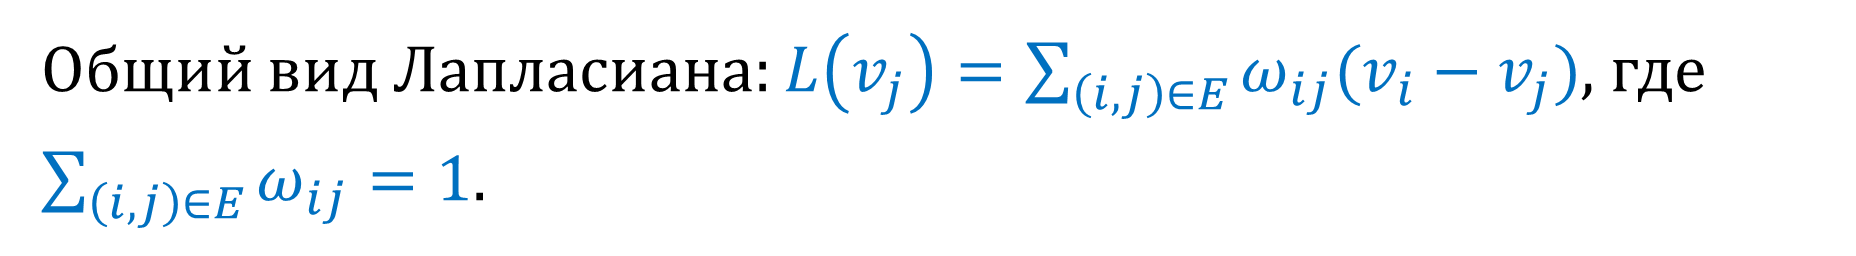 Общий вид Лапласиана: L(v_j) = ∑_{(i,j)∈E} ω_{ij}(v_i − v_j), где
∑_{(i,j)∈E} ω_{ij} = 1.